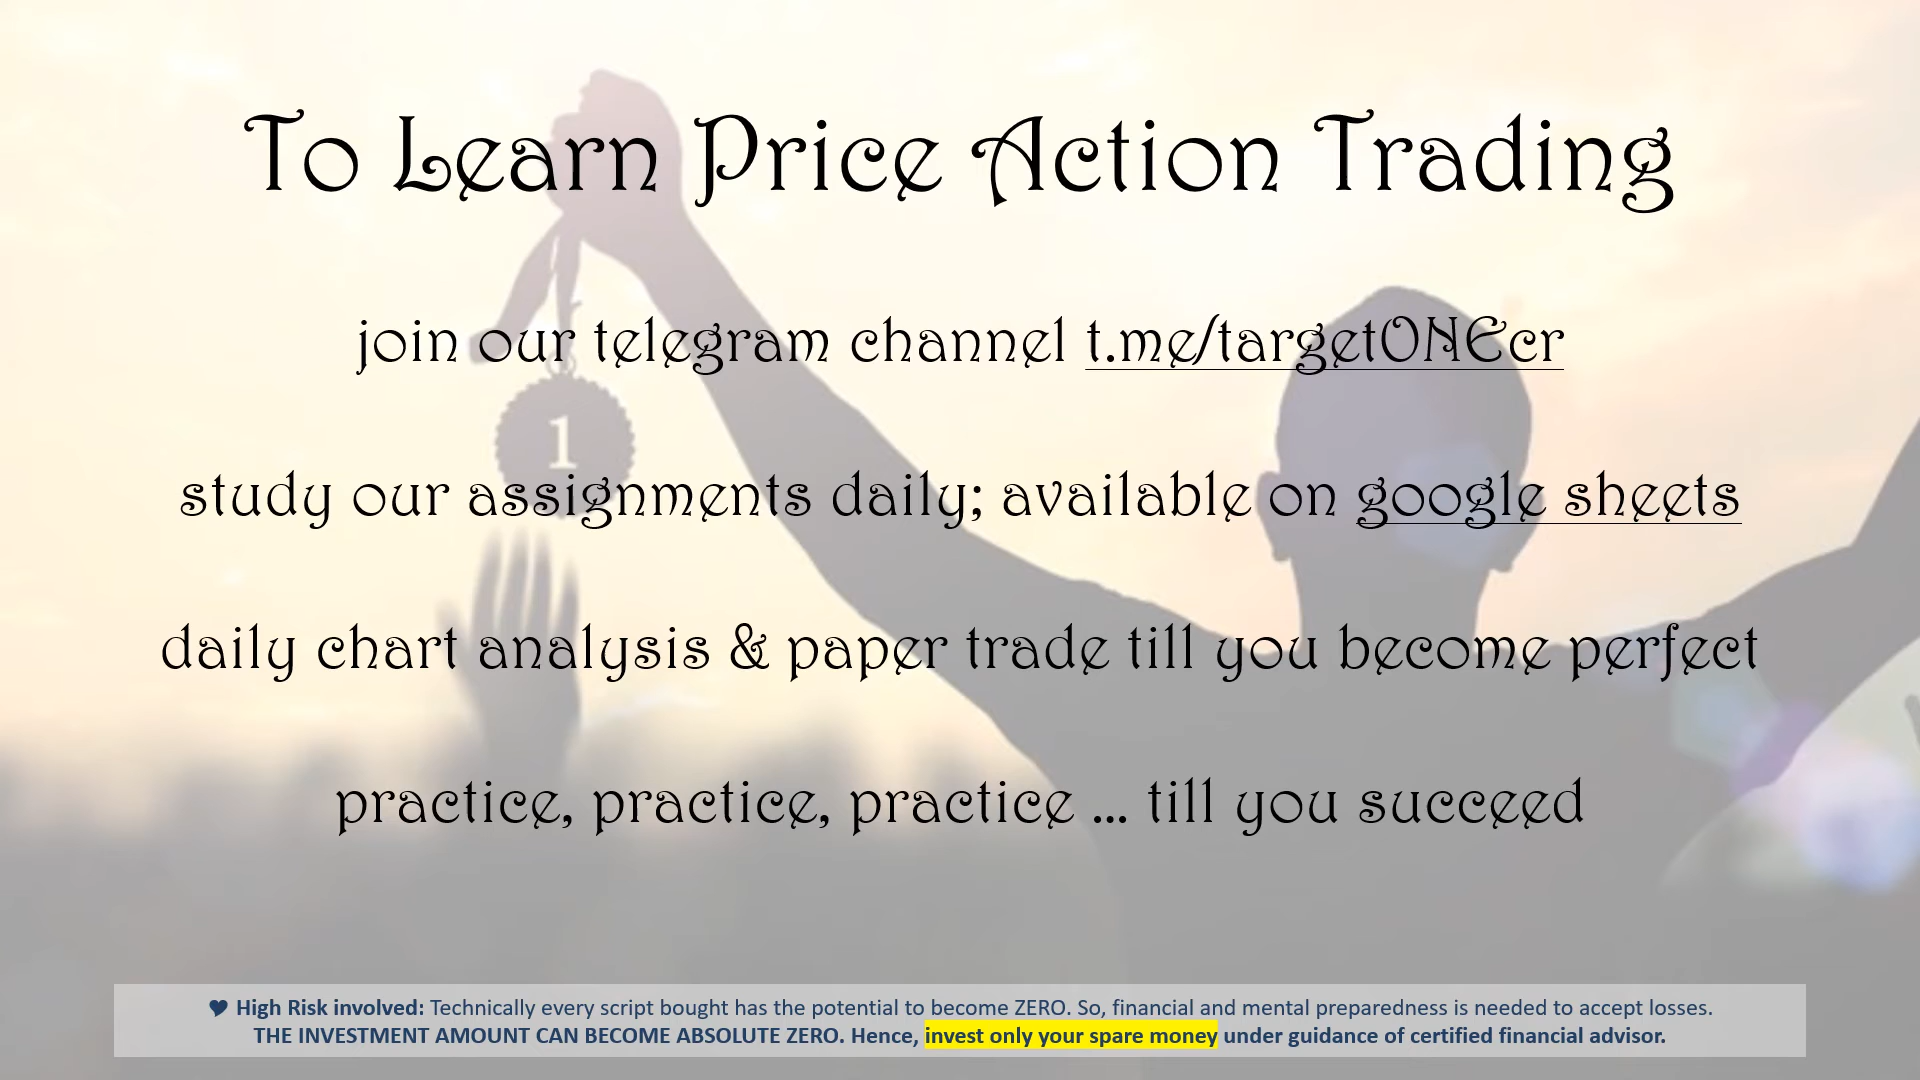 To Learn Price Action Trading
join our telegram channel t.me/targetONEcr
1
study our assignments daily; available on google sheets
daily chart analysis & paper trade till you become perfect
practice, practice, practice ... till you succeed
♥ High Risk involved: Technically every script bought has the potential to become ZERO. So, financial and mental preparedness is needed to accept losses.
THE INVESTMENT AMOUNT CAN BECOME ABSOLUTE ZERO. Hence, invest only your spare money under guidance of certified financial advisor.